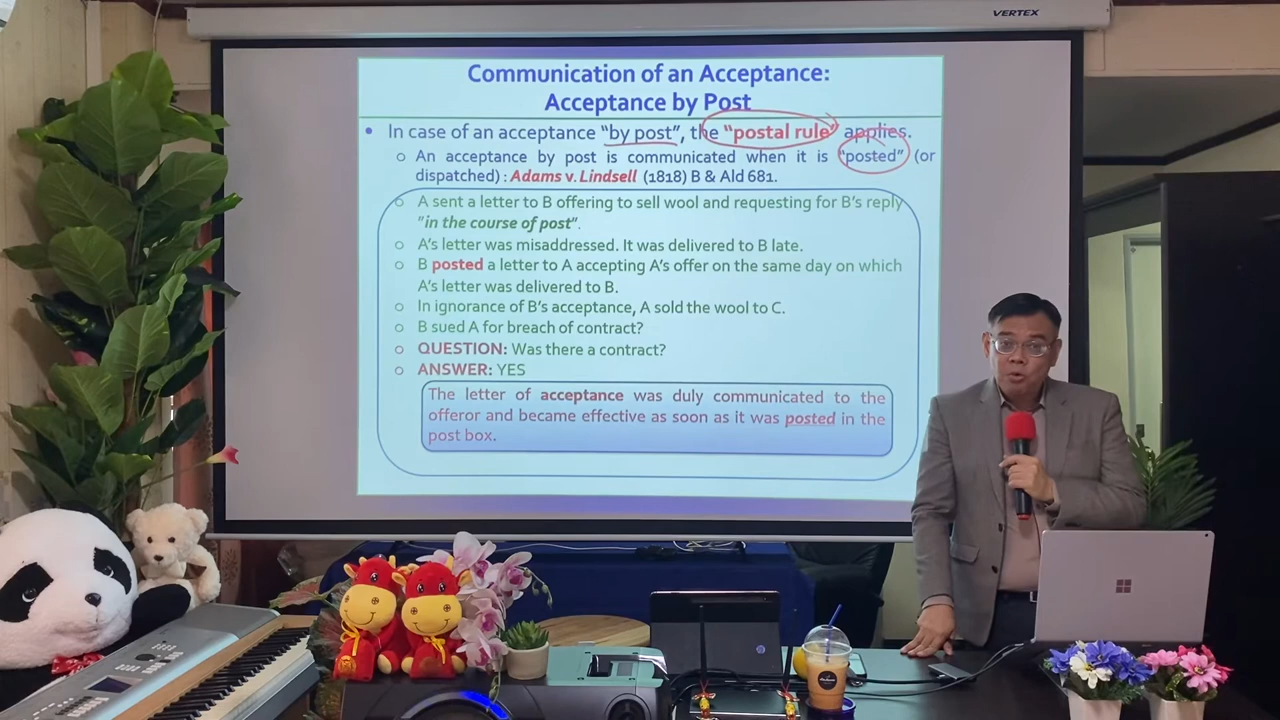 VERTEX
Communication of an Acceptance:
Acceptance by Post
• In case of an acceptance "by post", the "postal rule" applies.
o An acceptance by post is communicated when it is "posted" (or
dispatched) : Adams v. Lindsell (1818) B & Ald 681.
o A sent a letter to B offering to sell wool and requesting for B's reply
"in the course of post".
o A's letter was misaddressed. It was delivered to B late.
o B posted a letter to A accepting A's offer on the same day on which
A's letter was delivered to B.
o In ignorance of B's acceptance, A sold the wool to C.
o B sued A for breach of contract?
o QUESTION: Was there a contract?
o ANSWER: YES
The letter of acceptance was duly communicated to the
offeror and became effective as soon as it was posted in the
post box.